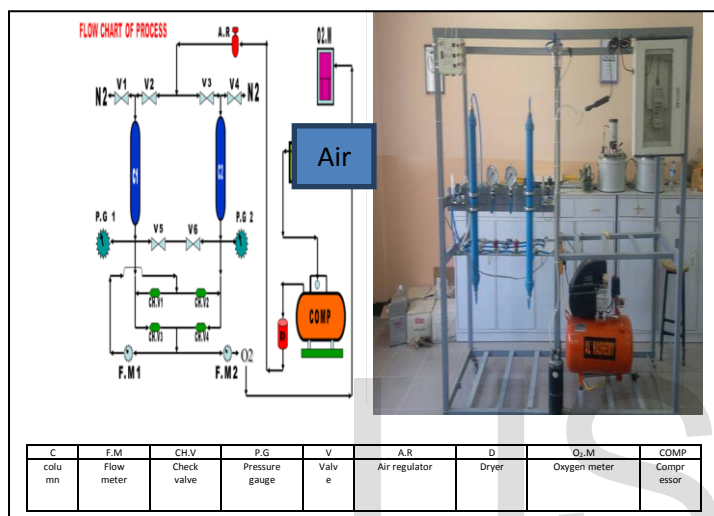 FLOW CHART OF PROCESS
A.R
O2.M
V1 V2 V3 V4
N2 N2
Air
P.G 1 P.G 2
V5 V6
COMP
CH.V1 CH.V2
CH.V3 CH.V4
D
F.M1 F.M2 O2
AL HASHEMY
C F.M CH.V P.G V A.R D O₂.M COMP
colu Flow Check Pressure Valv Air regulator Dryer Oxygen meter Compr
mn meter valve gauge e essor